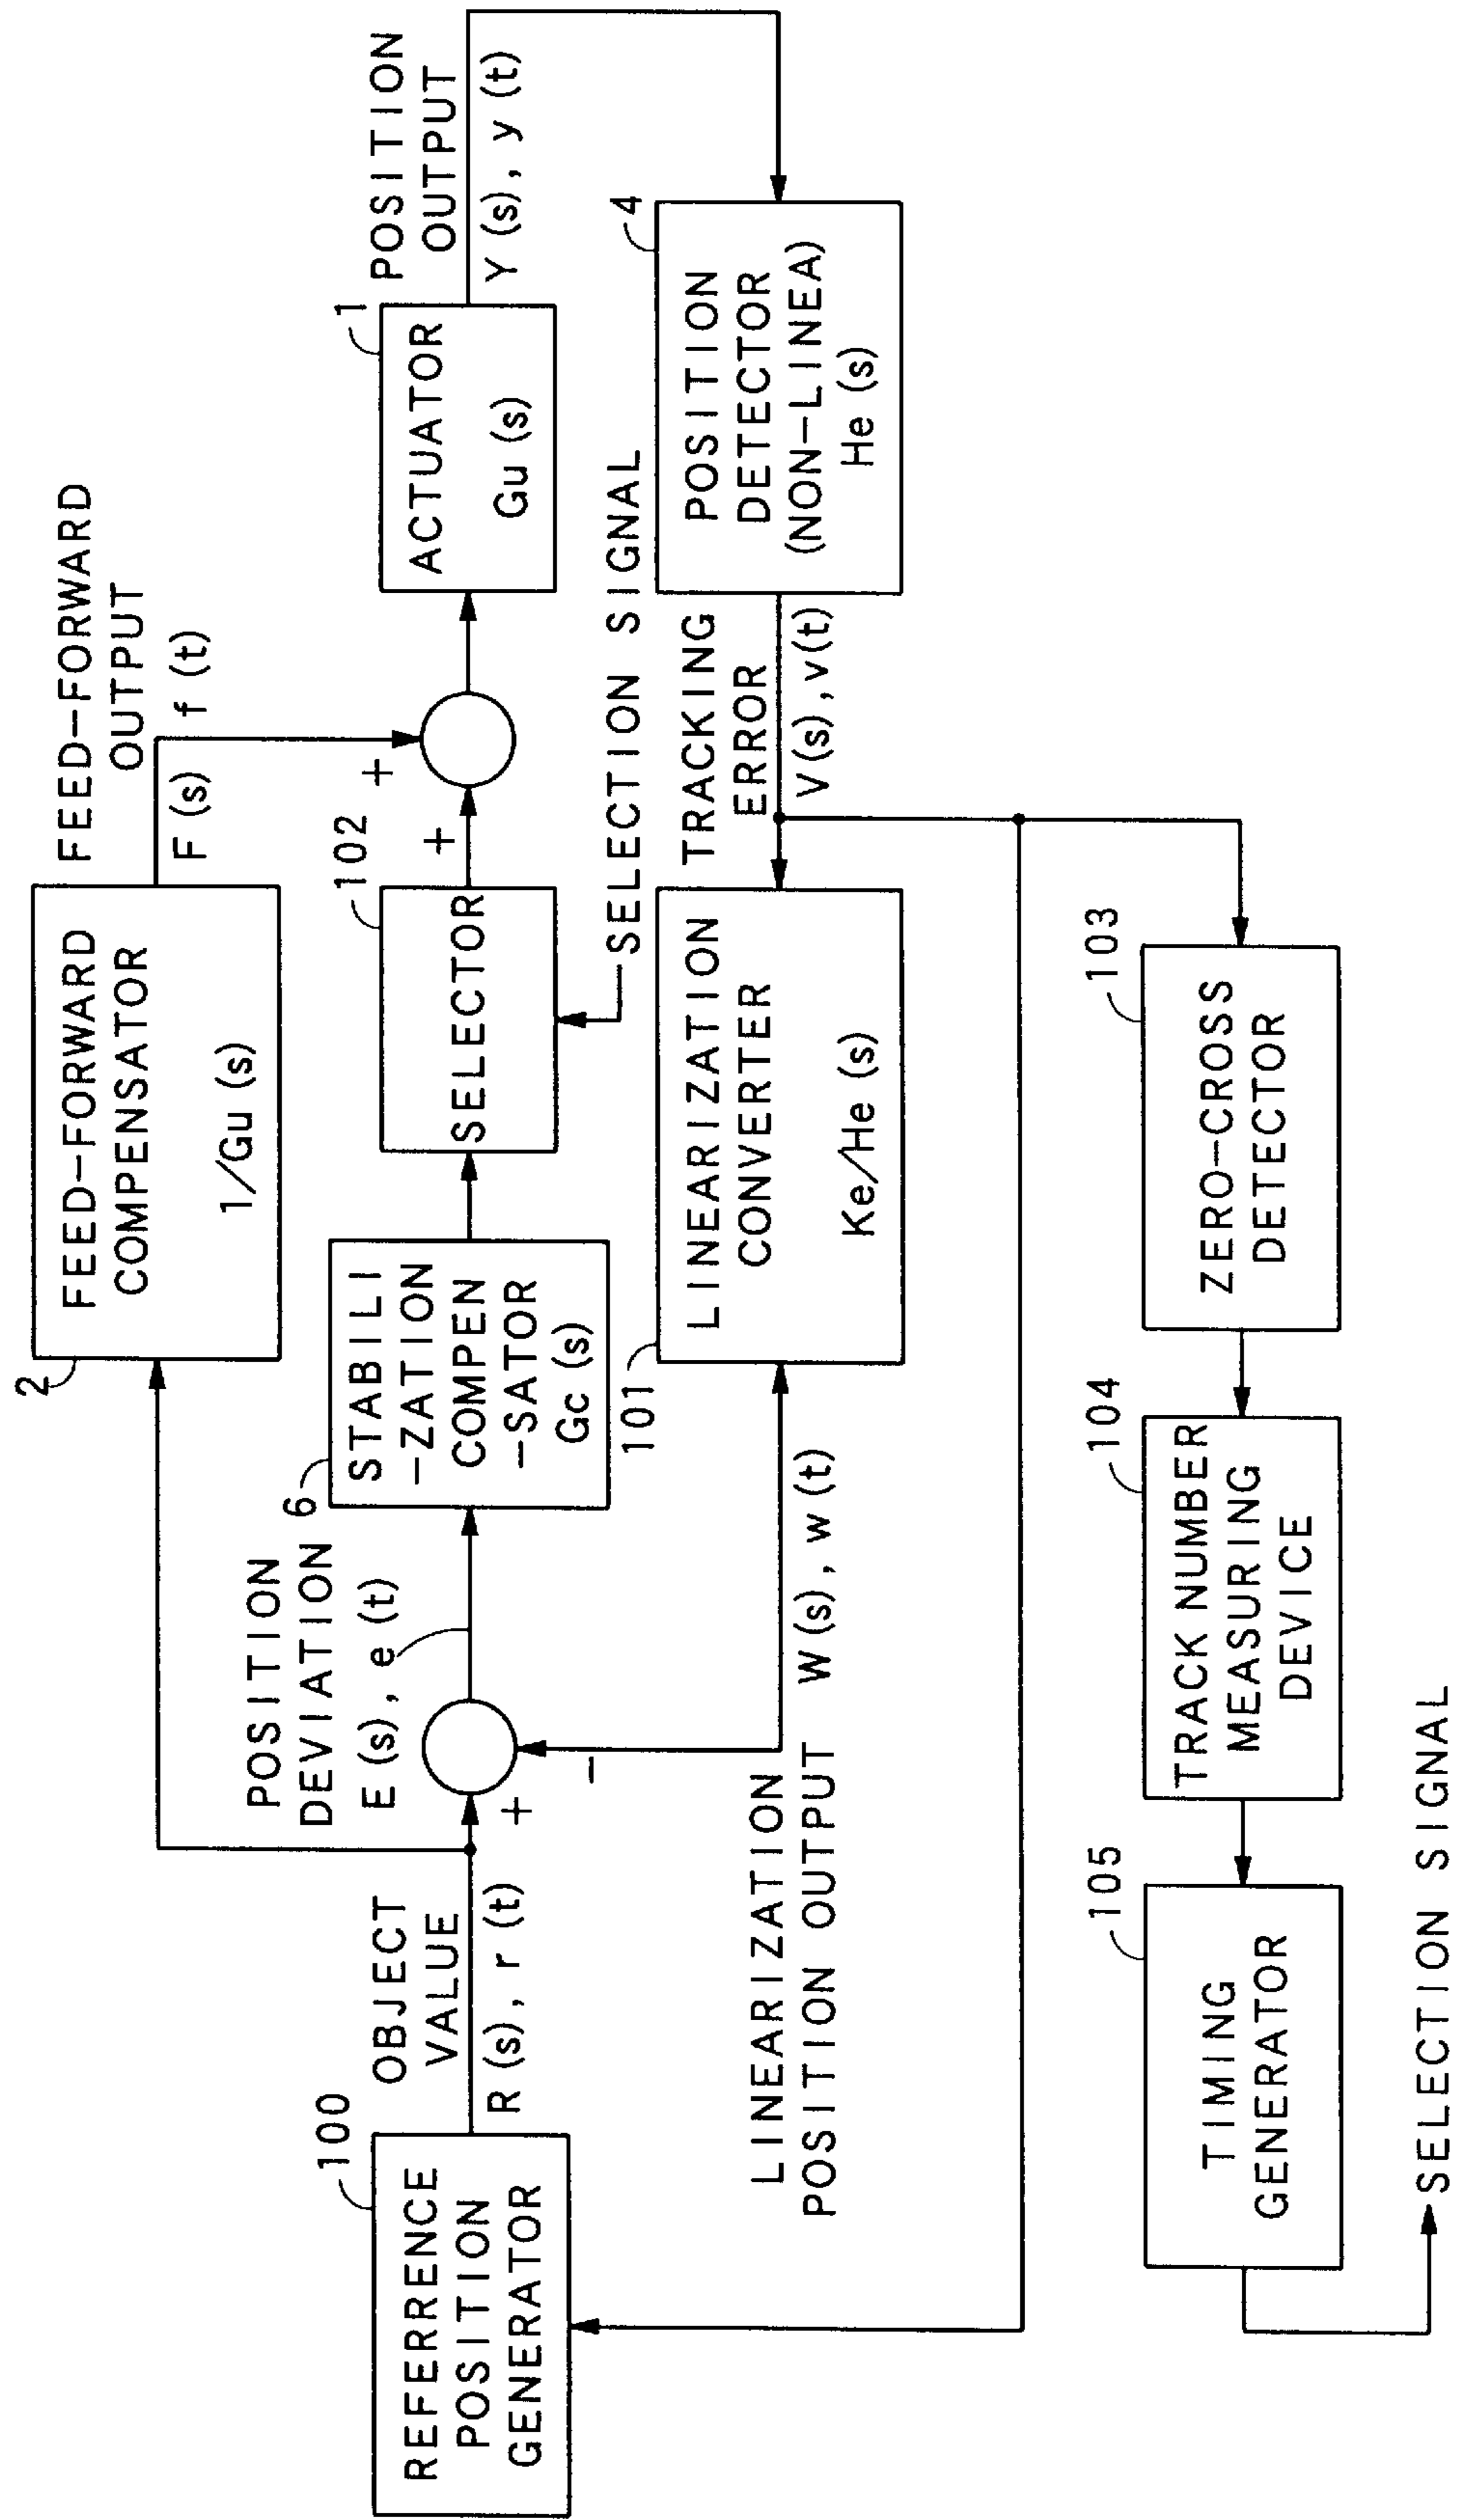 FEED-FORWARD
OUTPUT
F (s) f (t)
2
FEED-FORWARD
COMPENSATOR
1/Gu (s)
100
REFERRENCE
POSITION
GENERATOR
OBJECT
VALUE
R (s), r (t)
+
-
POSITION
DEVIATION
E (s), e (t)
6
STABILI
-ZATION
COMPEN
-SATOR
Gc (s)
102
SELECTOR
+
+
1
ACTUATOR
Gu (s)
POSITION
OUTPUT
Y (s), y (t)
SELECTION SIGNAL
4
POSITION
DETECTOR
(NON-LINEA)
He (s)
TRACKING
ERROR
V (s), v (t)
101
LINEARIZATION
CONVERTER
Ke/He (s)
W (s), w (t)
LINEARIZATION
POSITION OUTPUT
103
ZERO-CROSS
DETECTOR
104
TRACK NUMBER
MEASURING
DEVICE
105
TIMING
GENERATOR
SELECTION SIGNAL